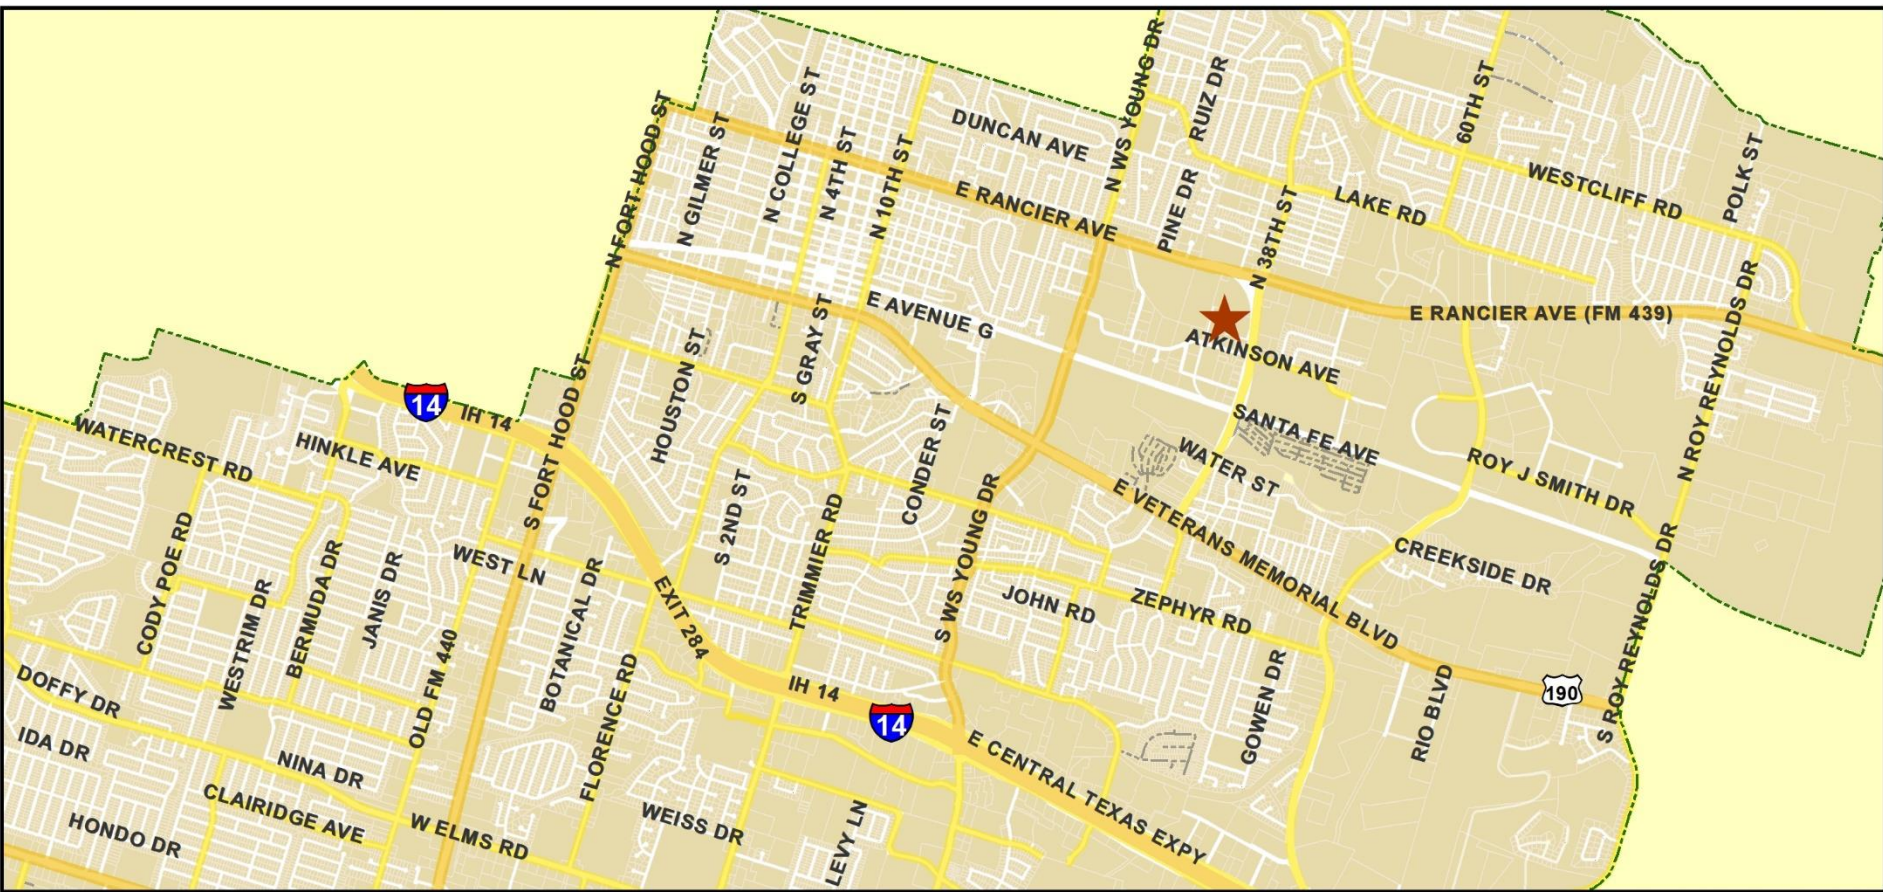 N FORT HOOD ST
N GILMER ST
N COLLEGE ST
N 4TH ST
N 10TH ST
DUNCAN AVE
E RANCIER AVE
N WS YOUNG DR
RUIZ DR
PINE DR
N 38TH ST
LAKE RD
60TH ST
WESTCLIFF RD
POLK ST
E AVENUE G
ATKINSON AVE
E RANCIER AVE (FM 439)
N ROY REYNOLDS DR
HOUSTON ST
S GRAY ST
CONDER ST
SANTA FE AVE
WATER ST
ROY J SMITH DR
14
IH 14
S FORT HOOD ST
WATERCREST RD
HINKLE AVE
S 2ND ST
TRIMMIER RD
S WS YOUNG DR
E VETERANS MEMORIAL BLVD
CREEKSIDE DR
CODY POE RD
WESTRIM DR
BERMUDA DR
JANIS DR
WEST LN
BOTANICAL DR
EXIT 284
JOHN RD
ZEPHYR RD
OLD FM 440
FLORENCE RD
IH 14
14
GOWEN DR
RIO BLVD
190
S ROY REYNOLDS DR
DOFFY DR
IDA DR
NINA DR
CLAIRIDGE AVE
HONDO DR
W ELMS RD
WEISS DR
LEVY LN
E CENTRAL TEXAS EXPY